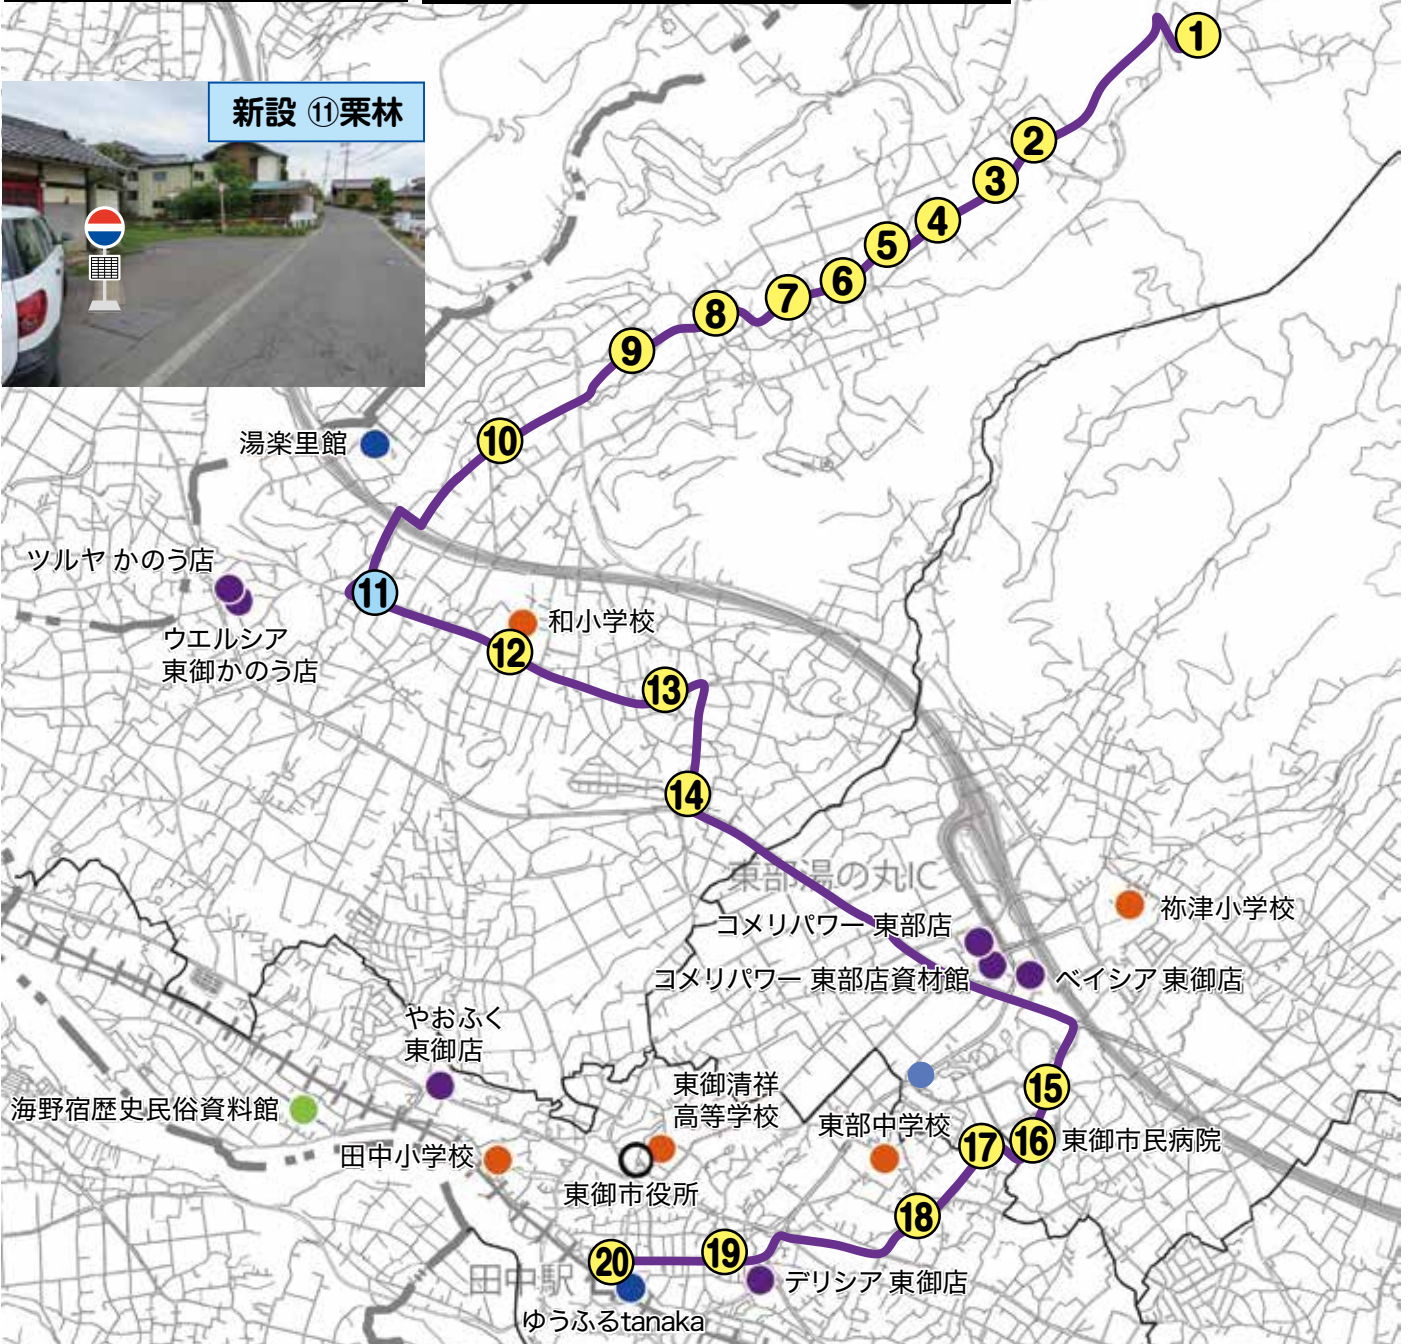 ①
新設 ⑪栗林
②
③
④
⑤
⑥
⑦
⑧
⑨
⑩
湯楽里館
ツルヤ かのう店
⑪
ウエルシア
東御かのう店
和小学校
⑫
⑬
⑭
東部湯の丸IC
コメリパワー 東部店
祢津小学校
コメリパワー 東部店資材館
ベイシア 東御店
やおふく
東御店
海野宿歴史民俗資料館
東御清祥
高等学校
⑮
東部中学校
⑰
⑯
東御市民病院
田中小学校
東御市役所
⑱
⑲
⑳
田中駅
デリシア 東御店
ゆうふるtanaka